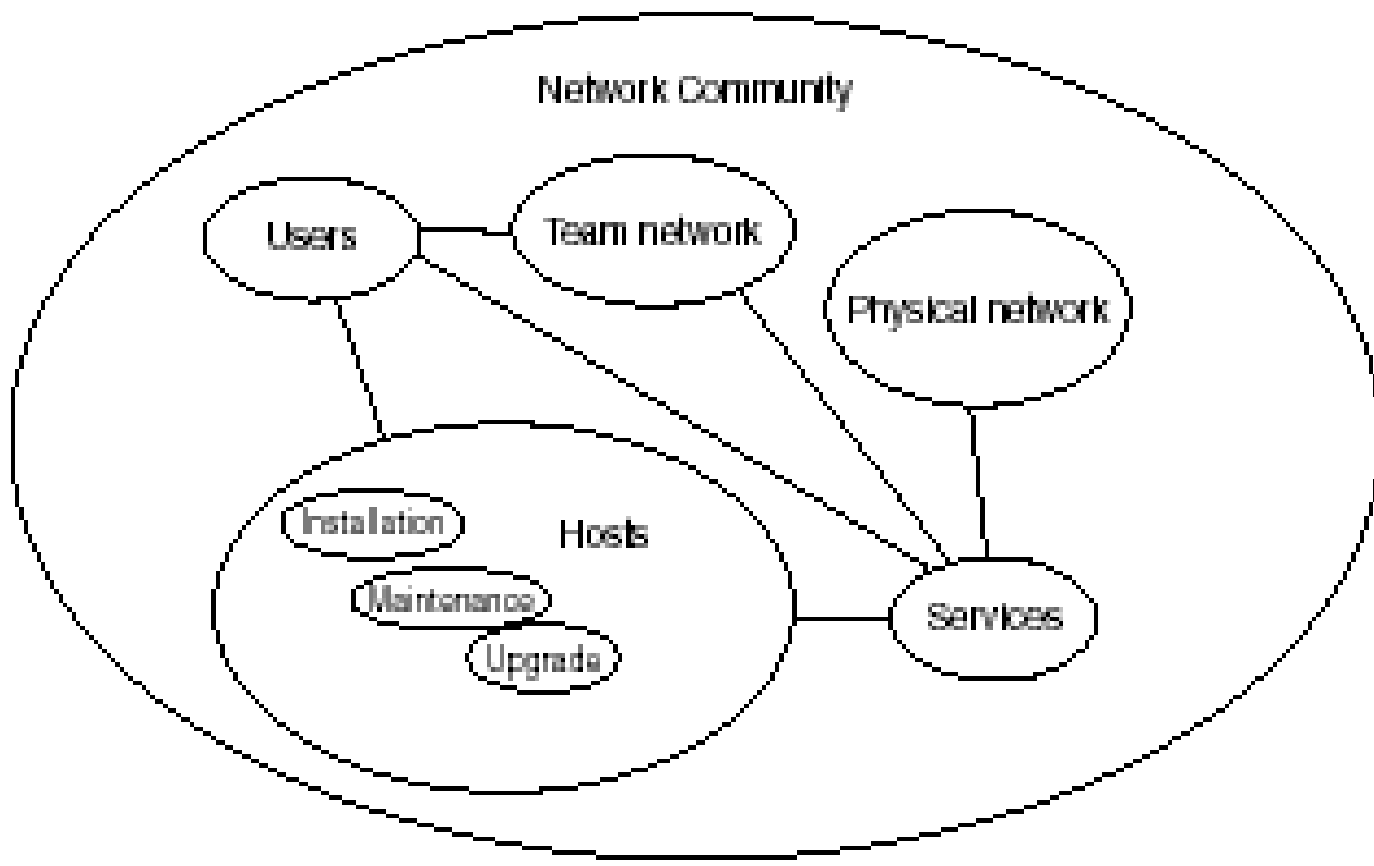 Network Community
Users
Team network
Physical network
Installation
Hosts
Maintenance
Upgrade
Services